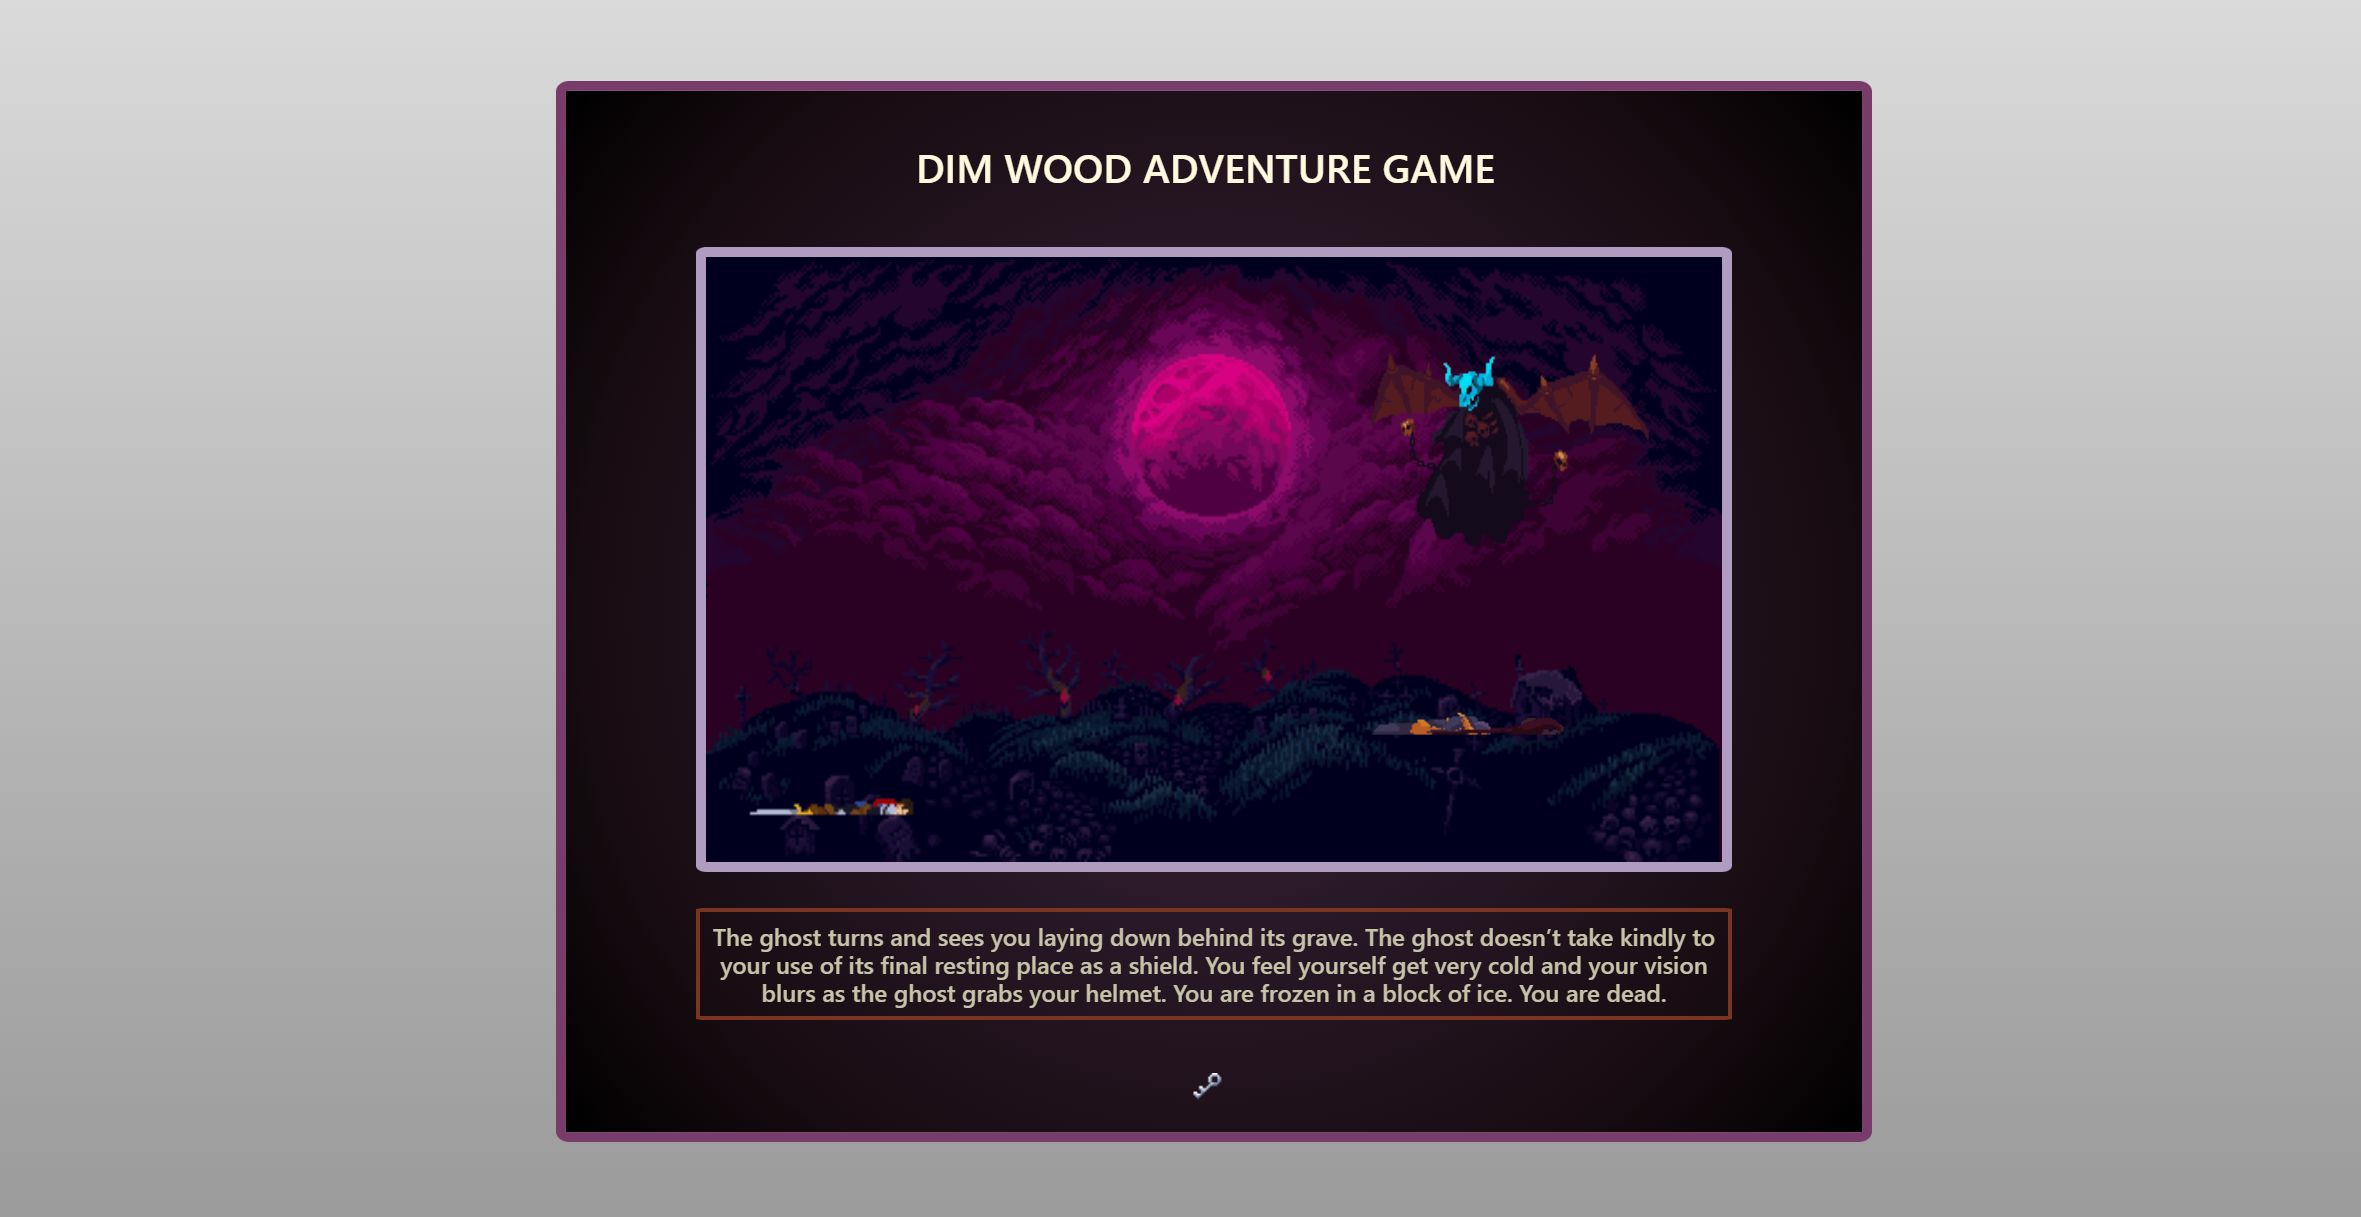 DIM WOOD ADVENTURE GAME
The ghost turns and sees you laying down behind its grave. The ghost doesn’t take kindly to
your use of its final resting place as a shield. You feel yourself get very cold and your vision
blurs as the ghost grabs your helmet. You are frozen in a block of ice. You are dead.